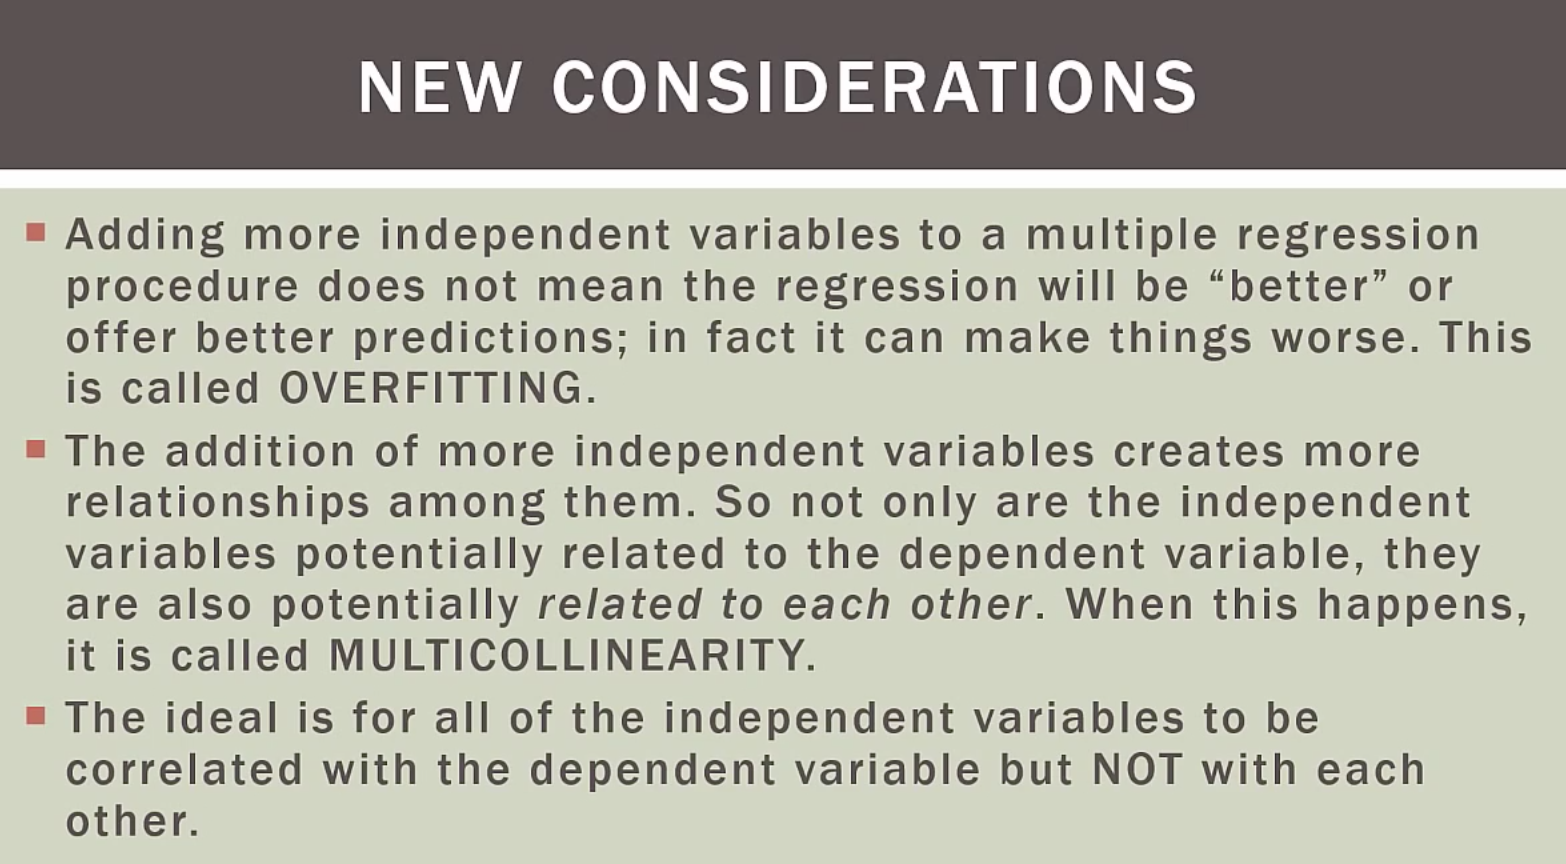 NEW CONSIDERATIONS
Adding more independent variables to a multiple regression
procedure does not mean the regression will be “better” or
offer better predictions; in fact it can make things worse. This
is called OVERFITTING.
The addition of more independent variables creates more
relationships among them. So not only are the independent
variables potentially related to the dependent variable, they
are also potentially related to each other. When this happens,
it is called MULTICOLLINEARITY.
The ideal is for all of the independent variables to be
correlated with the dependent variable but NOT with each
other.